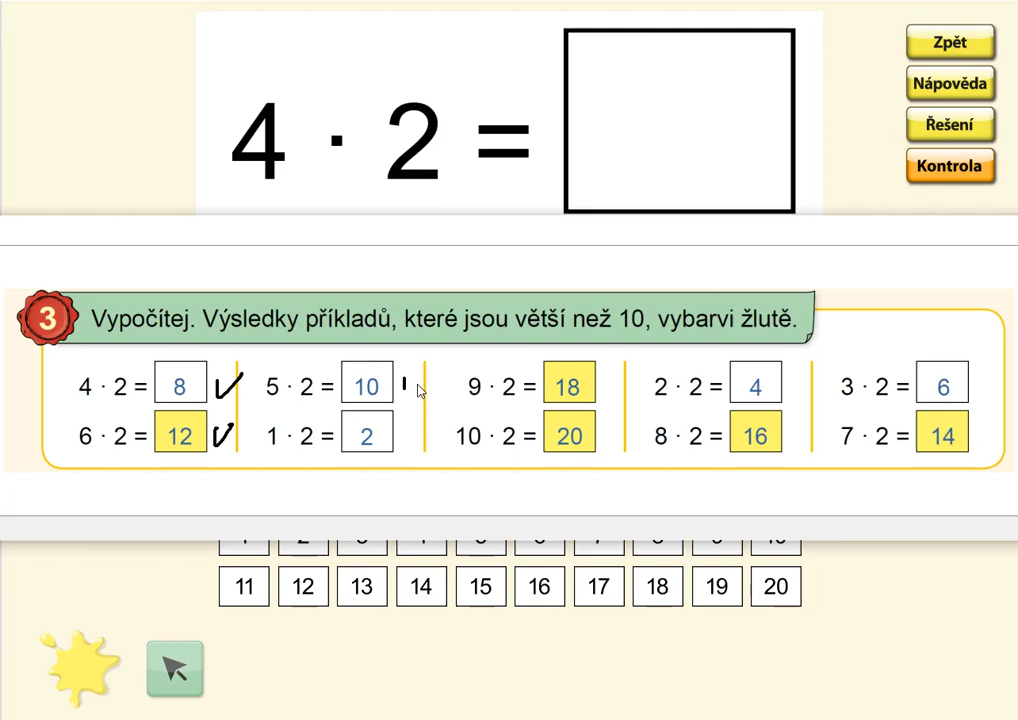 4 · 2 =
Zpět
Nápověda
Řešení
Kontrola
3 Vypočítej. Výsledky příkladů, které jsou větší než 10, vybarvi žlutě.
4 · 2 = 8 5 · 2 = 10 9 · 2 = 18 2 · 2 = 4 3 · 2 = 6
6 · 2 = 12 1 · 2 = 2 10 · 2 = 20 8 · 2 = 16 7 · 2 = 14
11 12 13 14 15 16 17 18 19 20